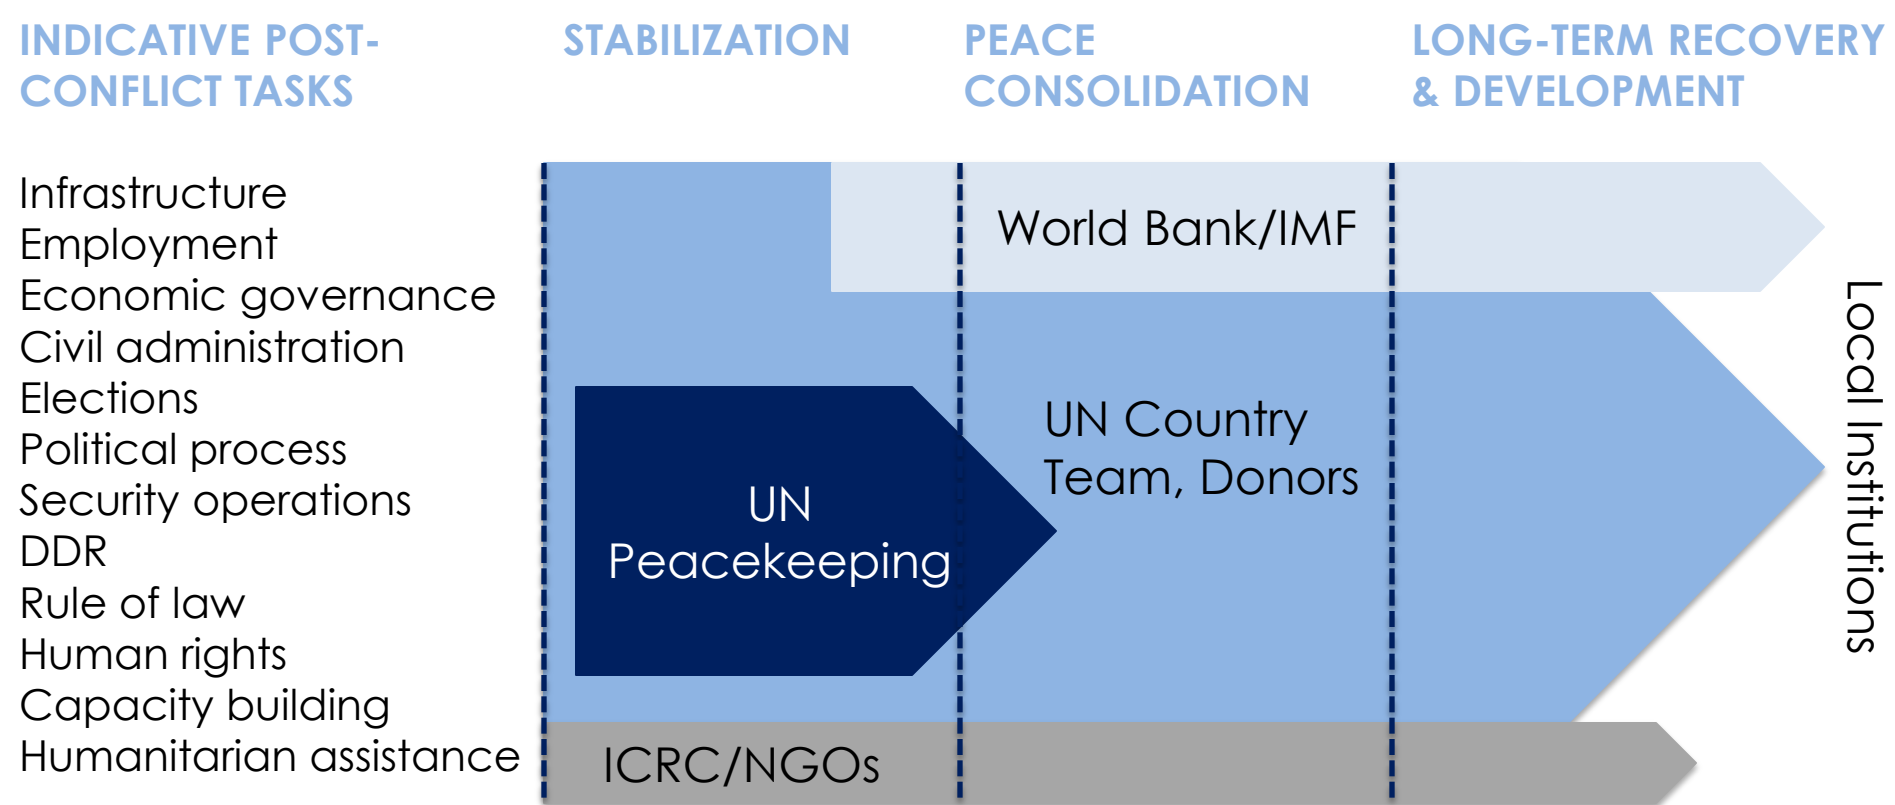 INDICATIVE POST-
CONFLICT TASKS
STABILIZATION
PEACE
CONSOLIDATION
LONG-TERM RECOVERY
& DEVELOPMENT
Infrastructure
Employment
Economic governance
Civil administration
Elections
Political process
Security operations
DDR
Rule of law
Human rights
Capacity building
Humanitarian assistance
World Bank/IMF
UN Country
Team, Donors
UN
Peacekeeping
ICRC/NGOs
Local Institutions